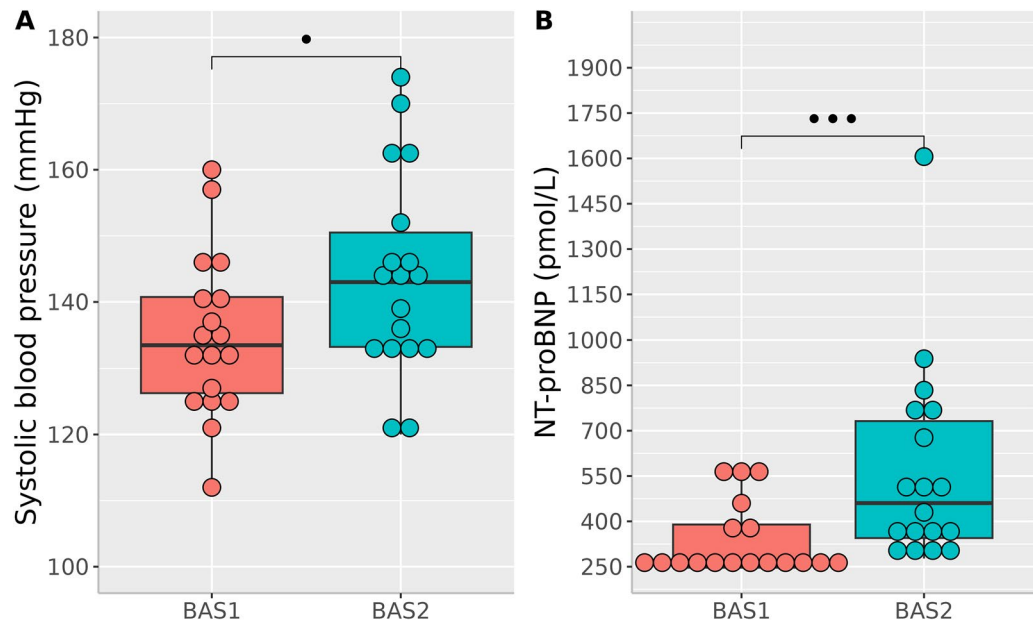 A
Systolic blood pressure (mmHg)
180
160
140
120
100
BAS1
BAS2
B
NT-proBNP (pmol/L)
1900
1750
1600
1450
1300
1150
1000
850
700
550
400
250
BAS1
BAS2